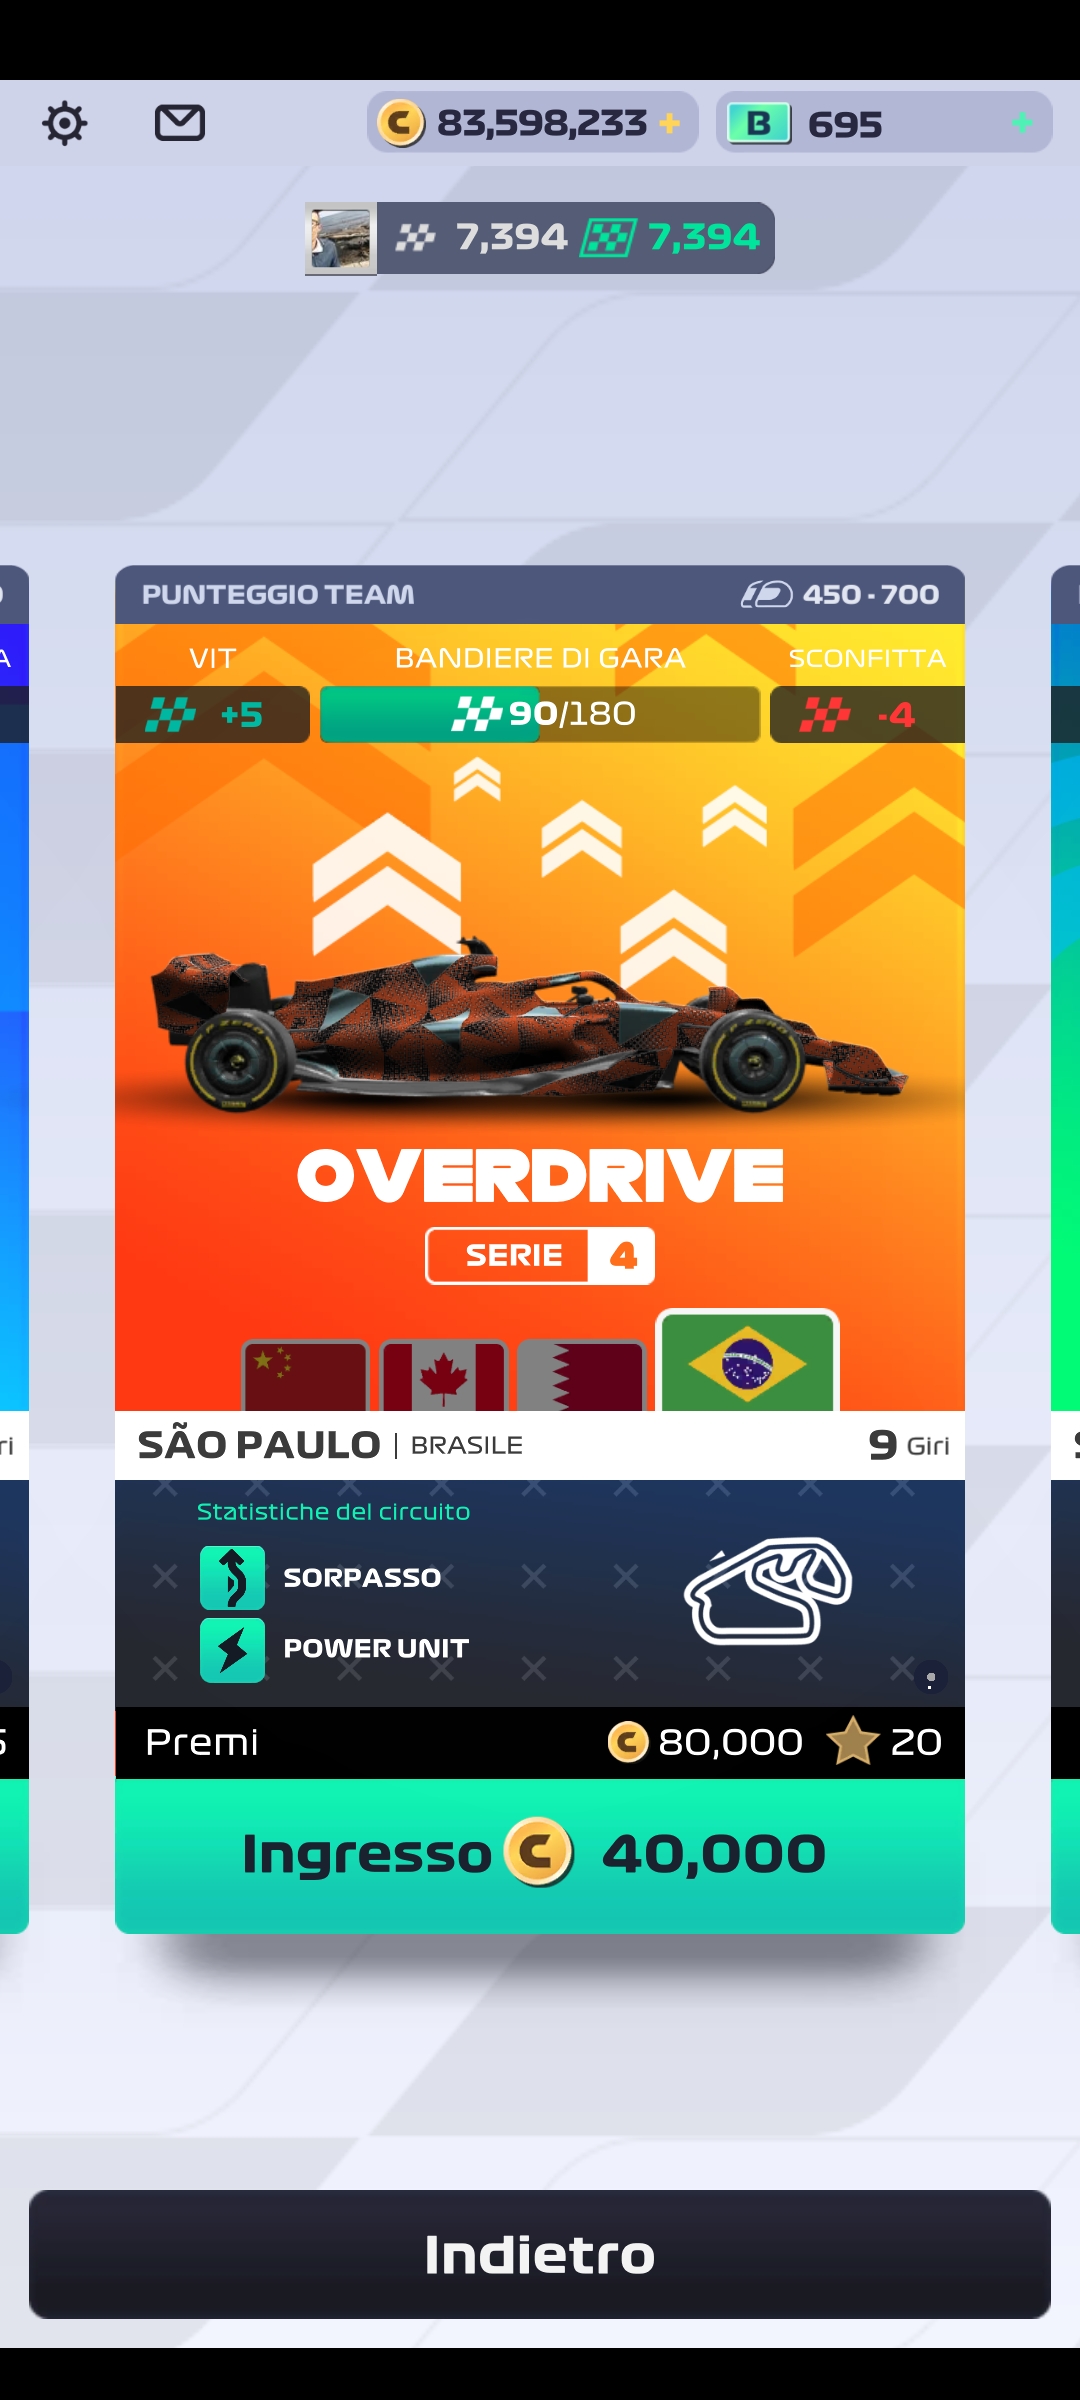 83,598,233 +
B 695 +
7,394 7,394
PUNTEGGIO TEAM 450 - 700
VIT BANDIERE DI GARA SCONFITTA
+5 90/180 -4
OVERDRIVE
SERIE 4
SÃO PAULO | BRASILE 9 Giri
Statistiche del circuito
SORPASSO
POWER UNIT
Premi C 80,000 20
Ingresso C 40,000
Indietro